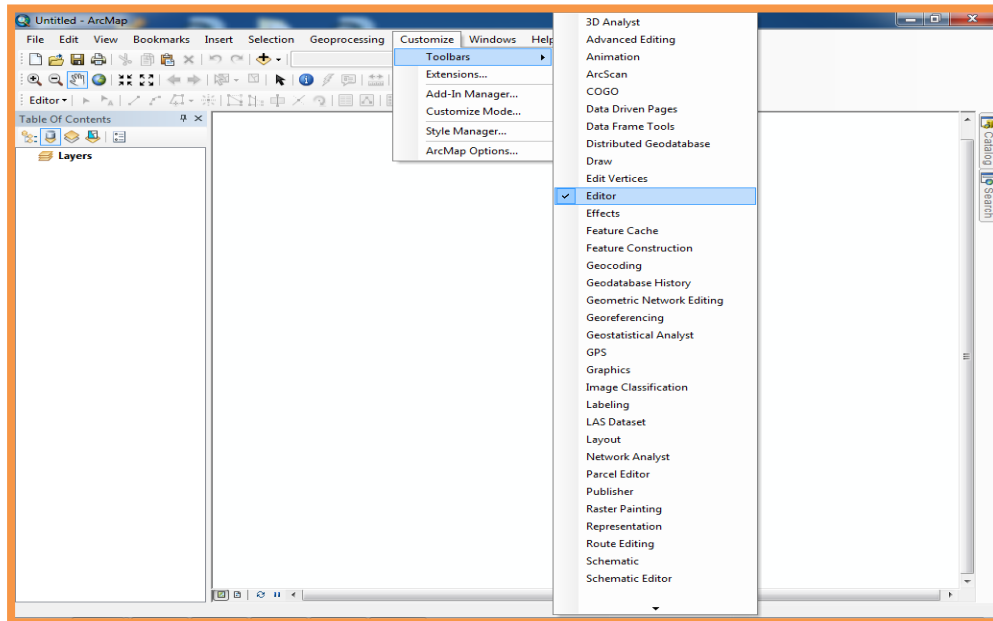 Untitled - ArcMap
File Edit View Bookmarks Insert Selection Geoprocessing Customize Windows Help
Editor
Table Of Contents
Layers
Toolbars
Extensions...
Add-In Manager...
Customize Mode...
Style Manager...
ArcMap Options...
3D Analyst
Advanced Editing
Animation
ArcScan
COGO
Data Driven Pages
Data Frame Tools
Distributed Geodatabase
Draw
Edit Vertices
Editor
Effects
Feature Cache
Feature Construction
Geocoding
Geodatabase History
Geometric Network Editing
Georeferencing
Geostatistical Analyst
GPS
Graphics
Image Classification
Labeling
LAS Dataset
Layout
Network Analyst
Parcel Editor
Publisher
Raster Painting
Representation
Route Editing
Schematic
Schematic Editor
Catalog
Search